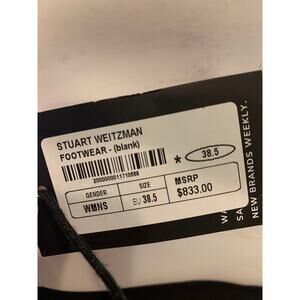 STUART WEITZMAN
FOOTWEAR - (blank)
* 38.5
GENDER SIZE MSRP
WMNS EU 38.5 $833.00
NEW BRANDS WEEKLY.